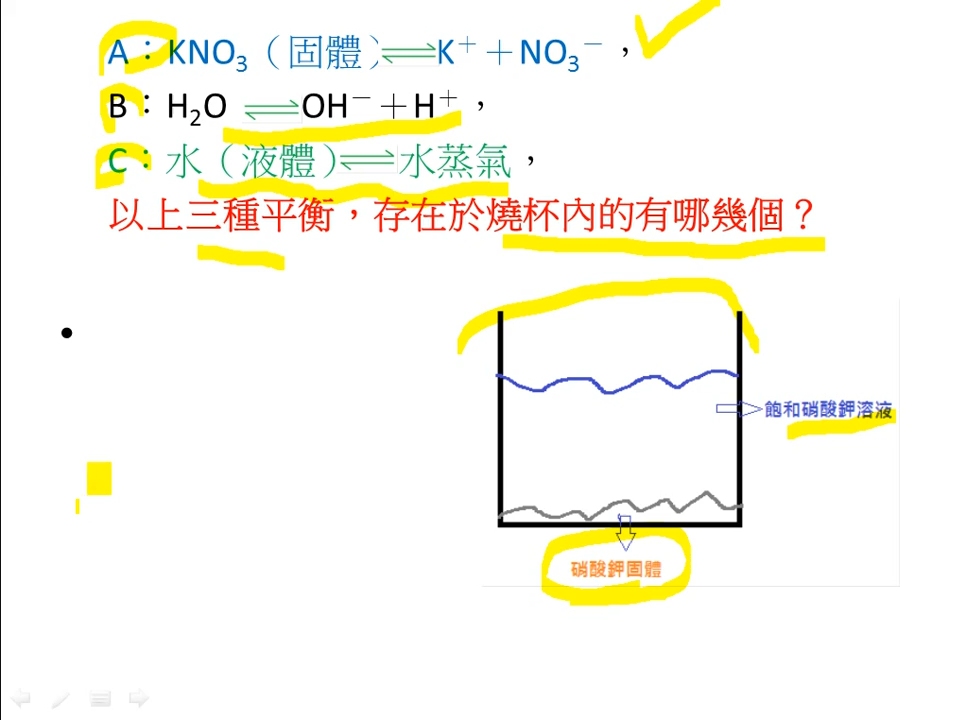 A：KNO₃（固體）⇌K⁺＋NO₃⁻，
B：H₂O ⇌OH⁻＋H⁺，
C：水（液體）⇌水蒸氣，
以上三種平衡，存在於燒杯內的有哪幾個？
飽和硝酸鉀溶液
硝酸鉀固體